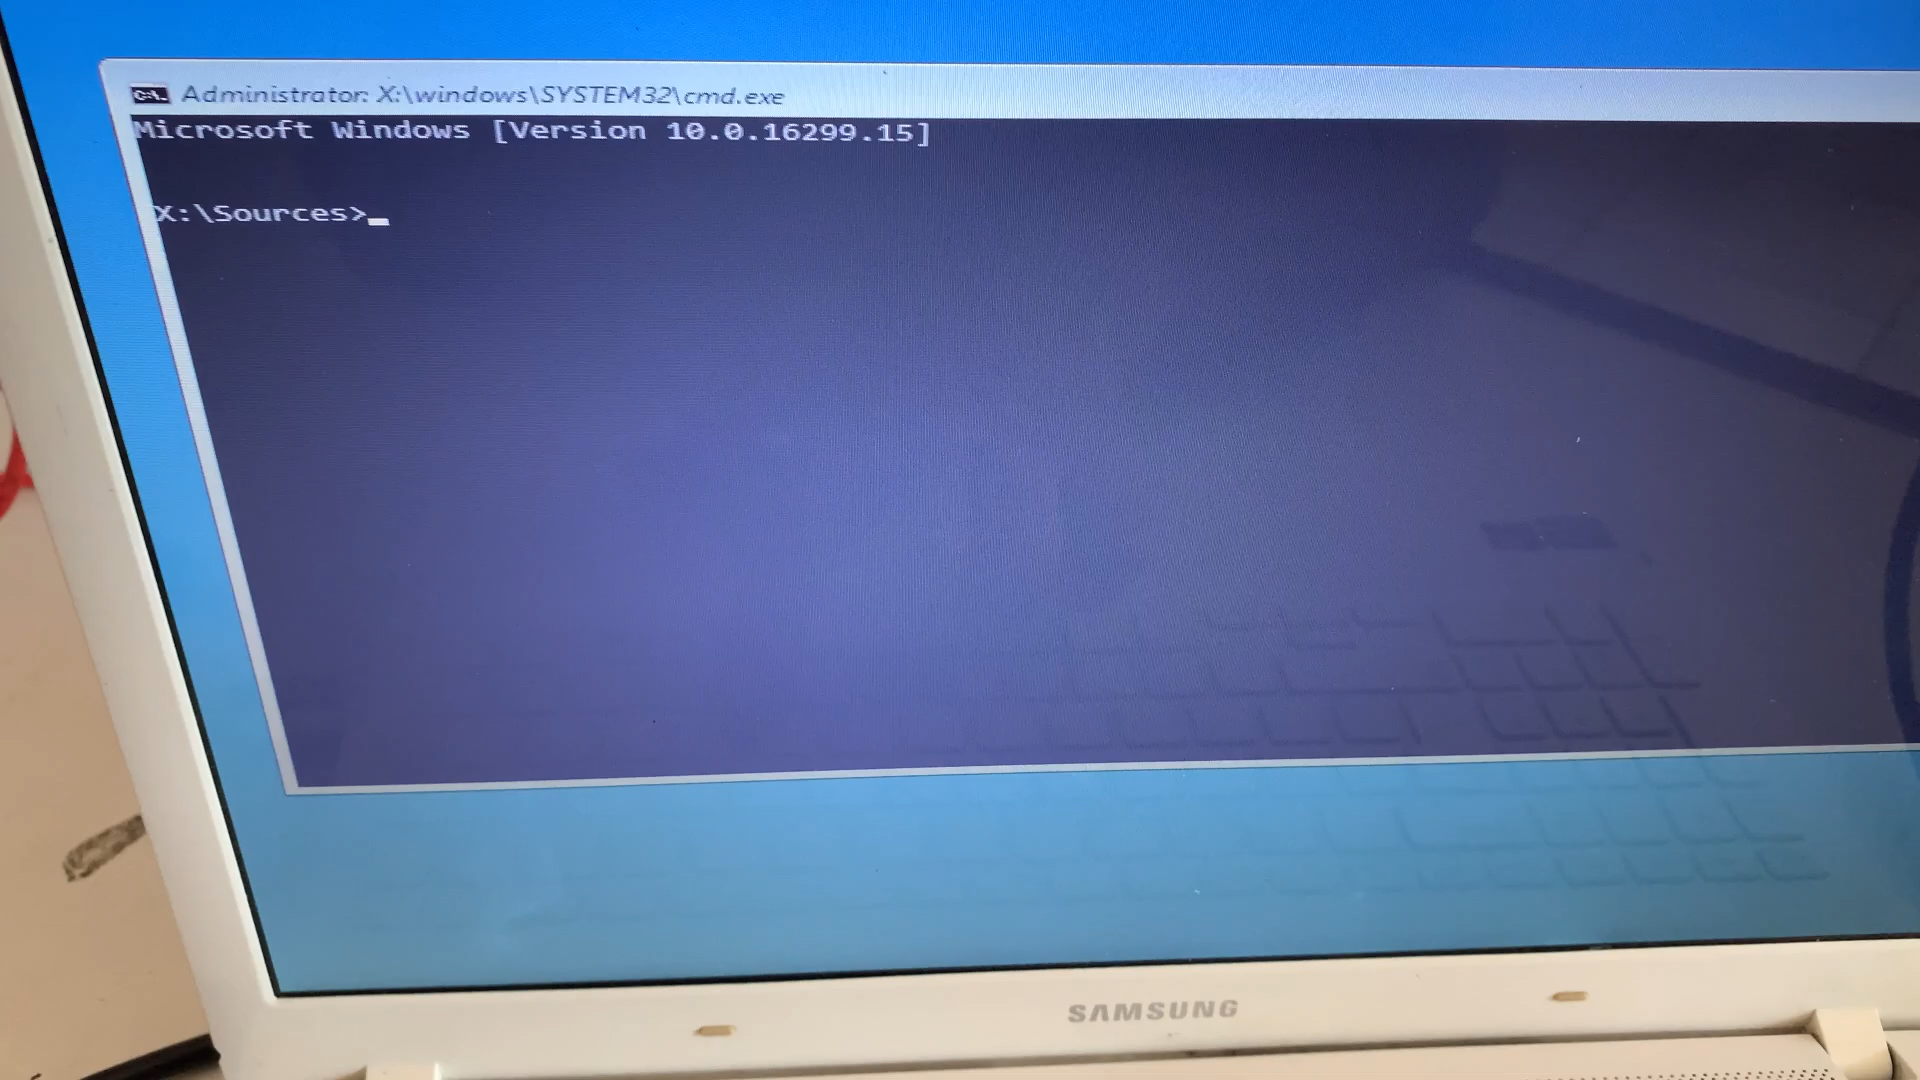 Administrator: X:\windows\SYSTEM32\cmd.exe
Microsoft Windows [Version 10.0.16299.15]
X:\Sources>
SAMSUNG